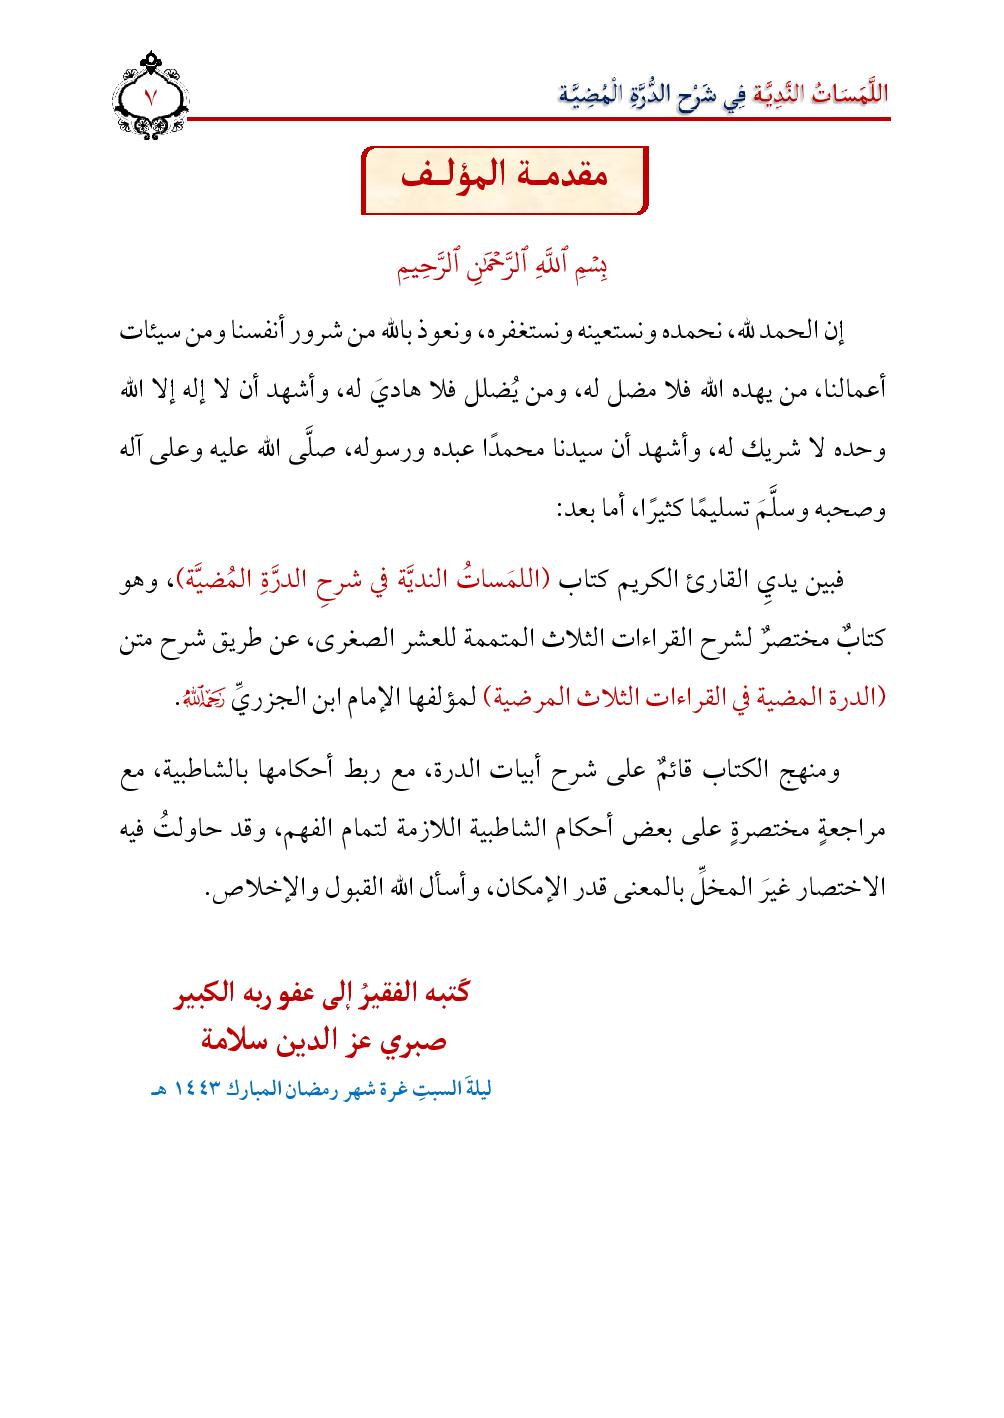 اللَّمَسَاتُ النَّدِيَّة فِي شَرْح الدُّرَّةِ الْمُضِيَّة
٧
مقدمـة المؤلـف
بِسۡمِ ٱللَّهِ ٱلرَّحۡمَٰنِ ٱلرَّحِيمِ
إن الحمد لله، نحمده ونستعينه ونستغفره، ونعوذ بالله من شرور أنفسنا ومن سيئات
أعمالنا، من يهده الله فلا مضل له، ومن يُضلل فلا هاديَ له، وأشهد أن لا إله إلا الله
وحده لا شريك له، وأشهد أن سيدنا محمدًا عبده ورسوله، صلَّى الله عليه وعلى آله
وصحبه وسلَّمَ تسليمًا كثيرًا، أما بعد:
فبين يديِ القارئ الكريم كتاب (اللمَساتُ النديَّة في شرحِ الدرَّةِ المُضيَّة)، وهو
كتابٌ مختصرٌ لشرح القراءات الثلاث المتممة للعشر الصغرى، عن طريق شرح متن
(الدرة المضية في القراءات الثلاث المرضية) لمؤلفها الإمام ابن الجزريِّ رَحِمَهُ ٱللَّهُ.
ومنهج الكتاب قائمٌ على شرح أبيات الدرة، مع ربط أحكامها بالشاطبية، مع
مراجعةٍ مختصرةٍ على بعض أحكام الشاطبية اللازمة لتمام الفهم، وقد حاولتُ فيه
الاختصار غيرَ المخلِّ بالمعنى قدر الإمكان، وأسأل الله القبول والإخلاص.
كَتبه الفقيرُ إلى عفو ربه الكبير
صبري عز الدين سلامة
ليلةَ السبتِ غرة شهر رمضان المبارك ١٤٤٣ هـ